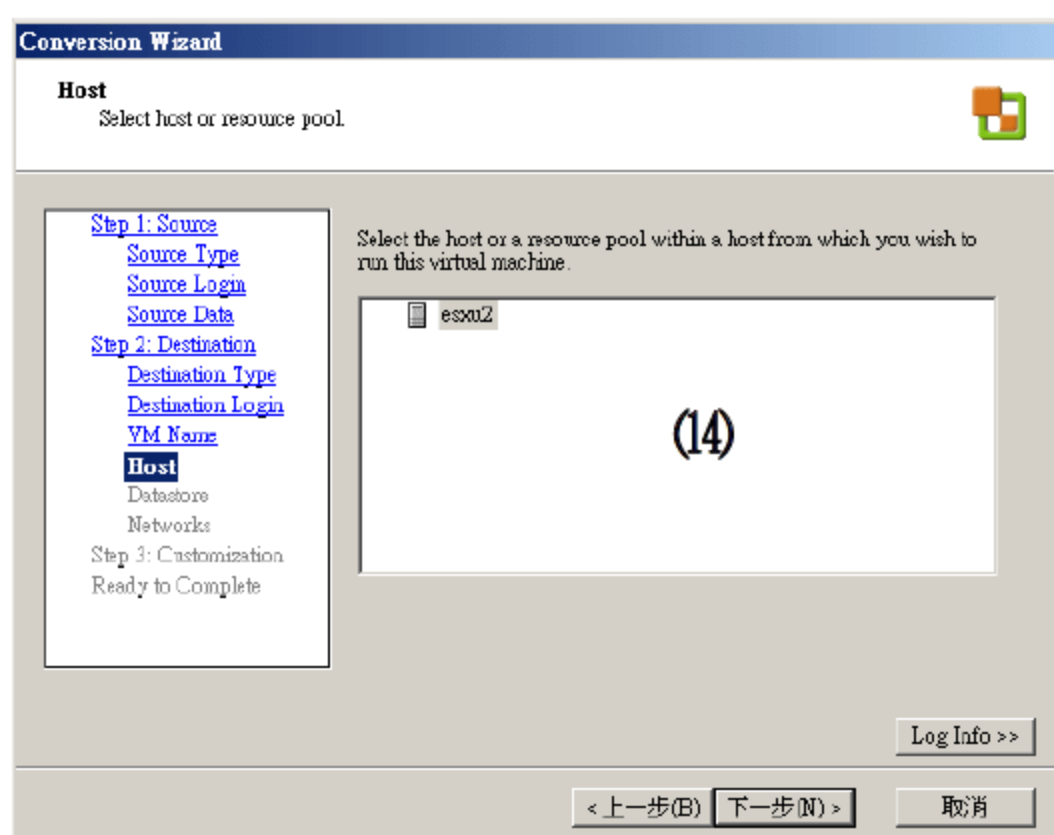 Conversion Wizard
Host
Select host or resource pool.
Step 1: Source
Source Type
Source Login
Source Data
Step 2: Destination
Destination Type
Destination Login
VM Name
Host
Datastore
Networks
Step 3: Customization
Ready to Complete
Select the host or a resource pool within a host from which you wish to
run this virtual machine.
esxu2
(14)
Log Info >>
<上一步(B)
下一步(N)>
取消